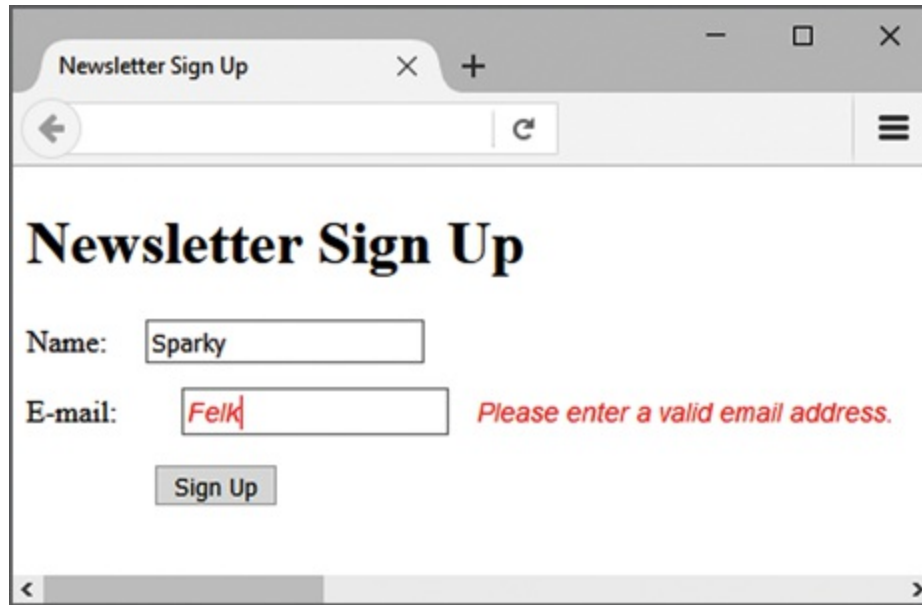 Newsletter Sign Up
Newsletter Sign Up
Name: Sparky
E-mail: Felk Please enter a valid email address.
Sign Up